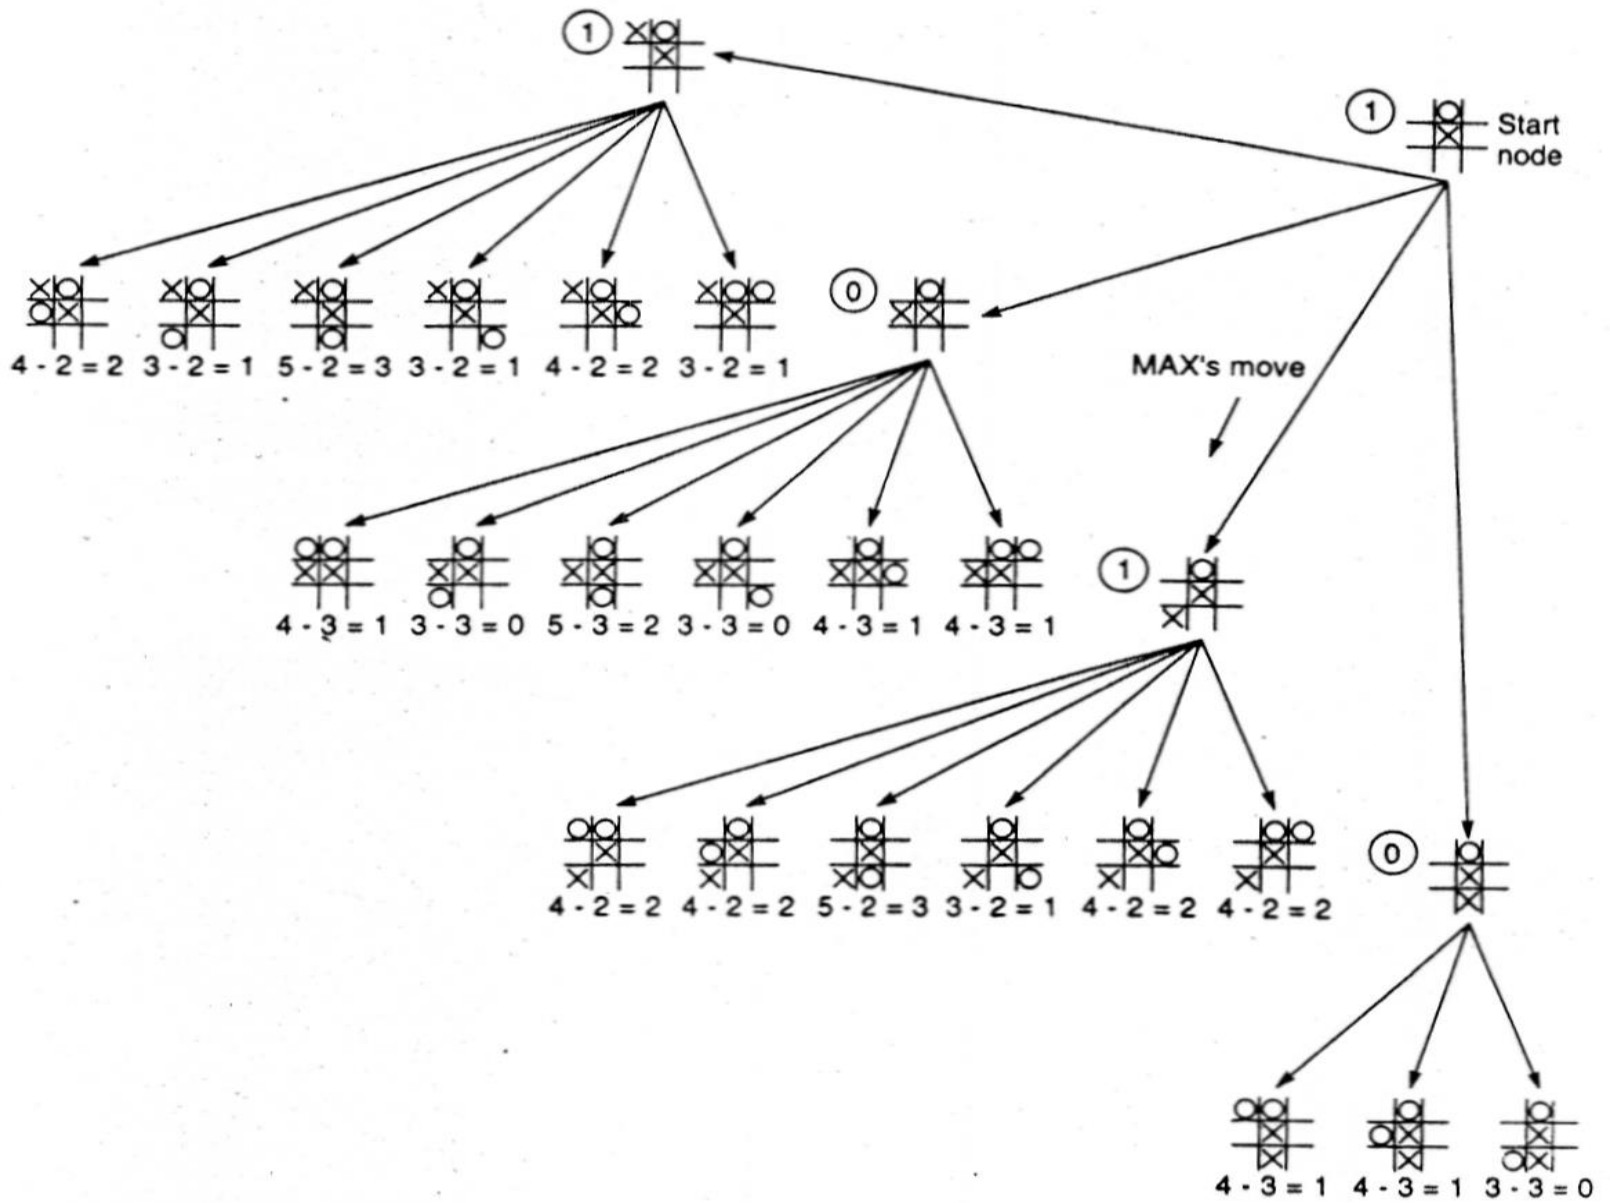 1
1
Start
node
4 - 2 = 2 3 - 2 = 1 5 - 2 = 3 3 - 2 = 1 4 - 2 = 2 3 - 2 = 1
0
MAX's move
4 - 3 = 1 3 - 3 = 0 5 - 3 = 2 3 - 3 = 0 4 - 3 = 1 4 - 3 = 1
1
4 - 2 = 2 4 - 2 = 2 5 - 2 = 3 3 - 2 = 1 4 - 2 = 2 4 - 2 = 2
0
4 - 3 = 1 4 - 3 = 1 3 - 3 = 0